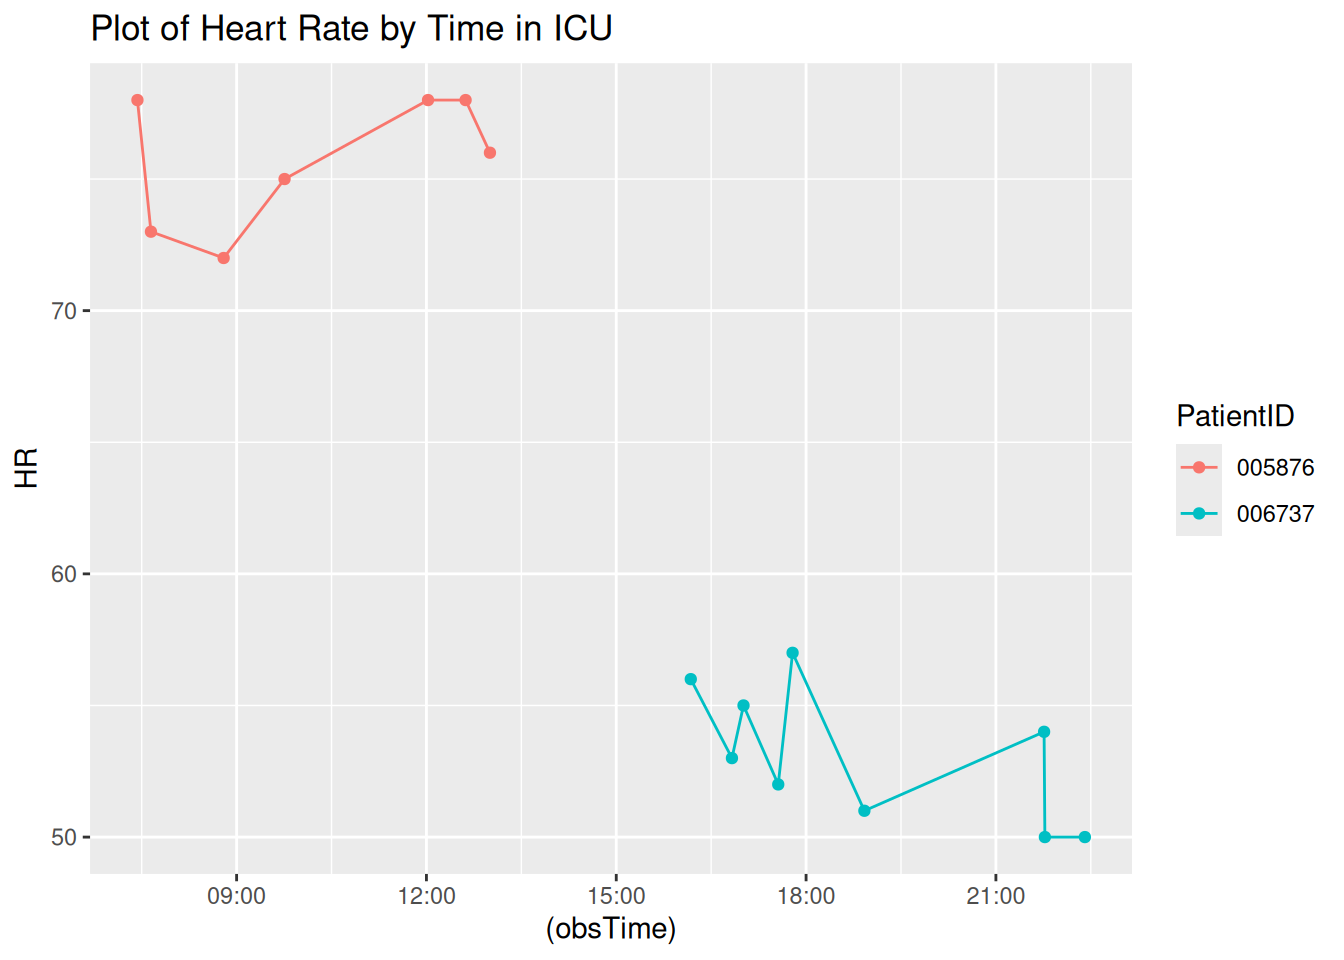 Plot of Heart Rate by Time in ICU
HR
70
60
50
09:00 12:00 15:00 18:00 21:00
(obsTime)
PatientID
005876
006737